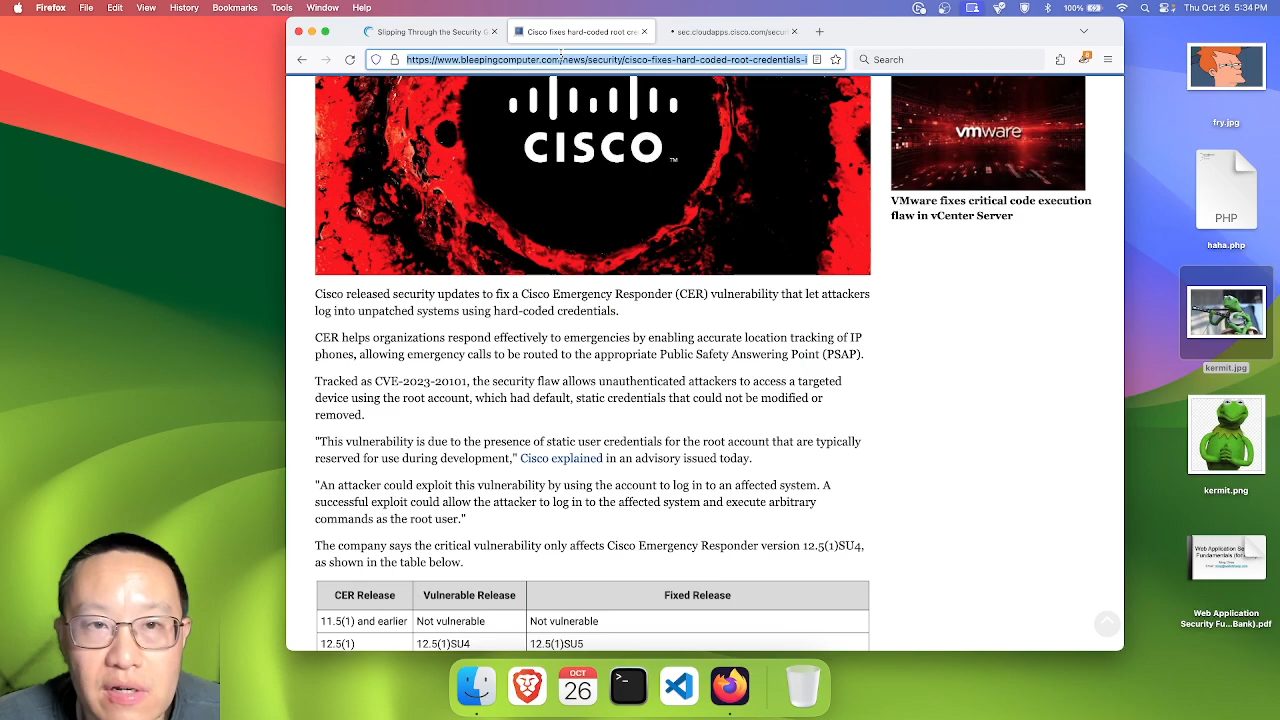 Firefox File Edit View History Bookmarks Tools Window Help 100% Thu Oct 26 5:34 PM
Slipping Through the Security G
Cisco fixes hard-coded root cre
sec.cloudapps.cisco.com/secur
https://www.bleepingcomputer.com/news/security/cisco-fixes-hard-coded-root-credentials-i
Search
8
CISCO
TM
vmware
VMware fixes critical code execution
flaw in vCenter Server
Cisco released security updates to fix a Cisco Emergency Responder (CER) vulnerability that let attackers
log into unpatched systems using hard-coded credentials.
CER helps organizations respond effectively to emergencies by enabling accurate location tracking of IP
phones, allowing emergency calls to be routed to the appropriate Public Safety Answering Point (PSAP).
Tracked as CVE-2023-20101, the security flaw allows unauthenticated attackers to access a targeted
device using the root account, which had default, static credentials that could not be modified or
removed.
"This vulnerability is due to the presence of static user credentials for the root account that are typically
reserved for use during development," Cisco explained in an advisory issued today.
"An attacker could exploit this vulnerability by using the account to log in to an affected system. A
successful exploit could allow the attacker to log in to the affected system and execute arbitrary
commands as the root user."
The company says the critical vulnerability only affects Cisco Emergency Responder version 12.5(1)SU4,
as shown in the table below.
CER Release Vulnerable Release Fixed Release
11.5(1) and earlier Not vulnerable Not vulnerable
12.5(1) 12.5(1)SU4 12.5(1)SU5
fry.jpg
PHP
haha.php
kermit.jpg
kermit.png
Web Application
Security Fu...Bank).pdf
OCT
26